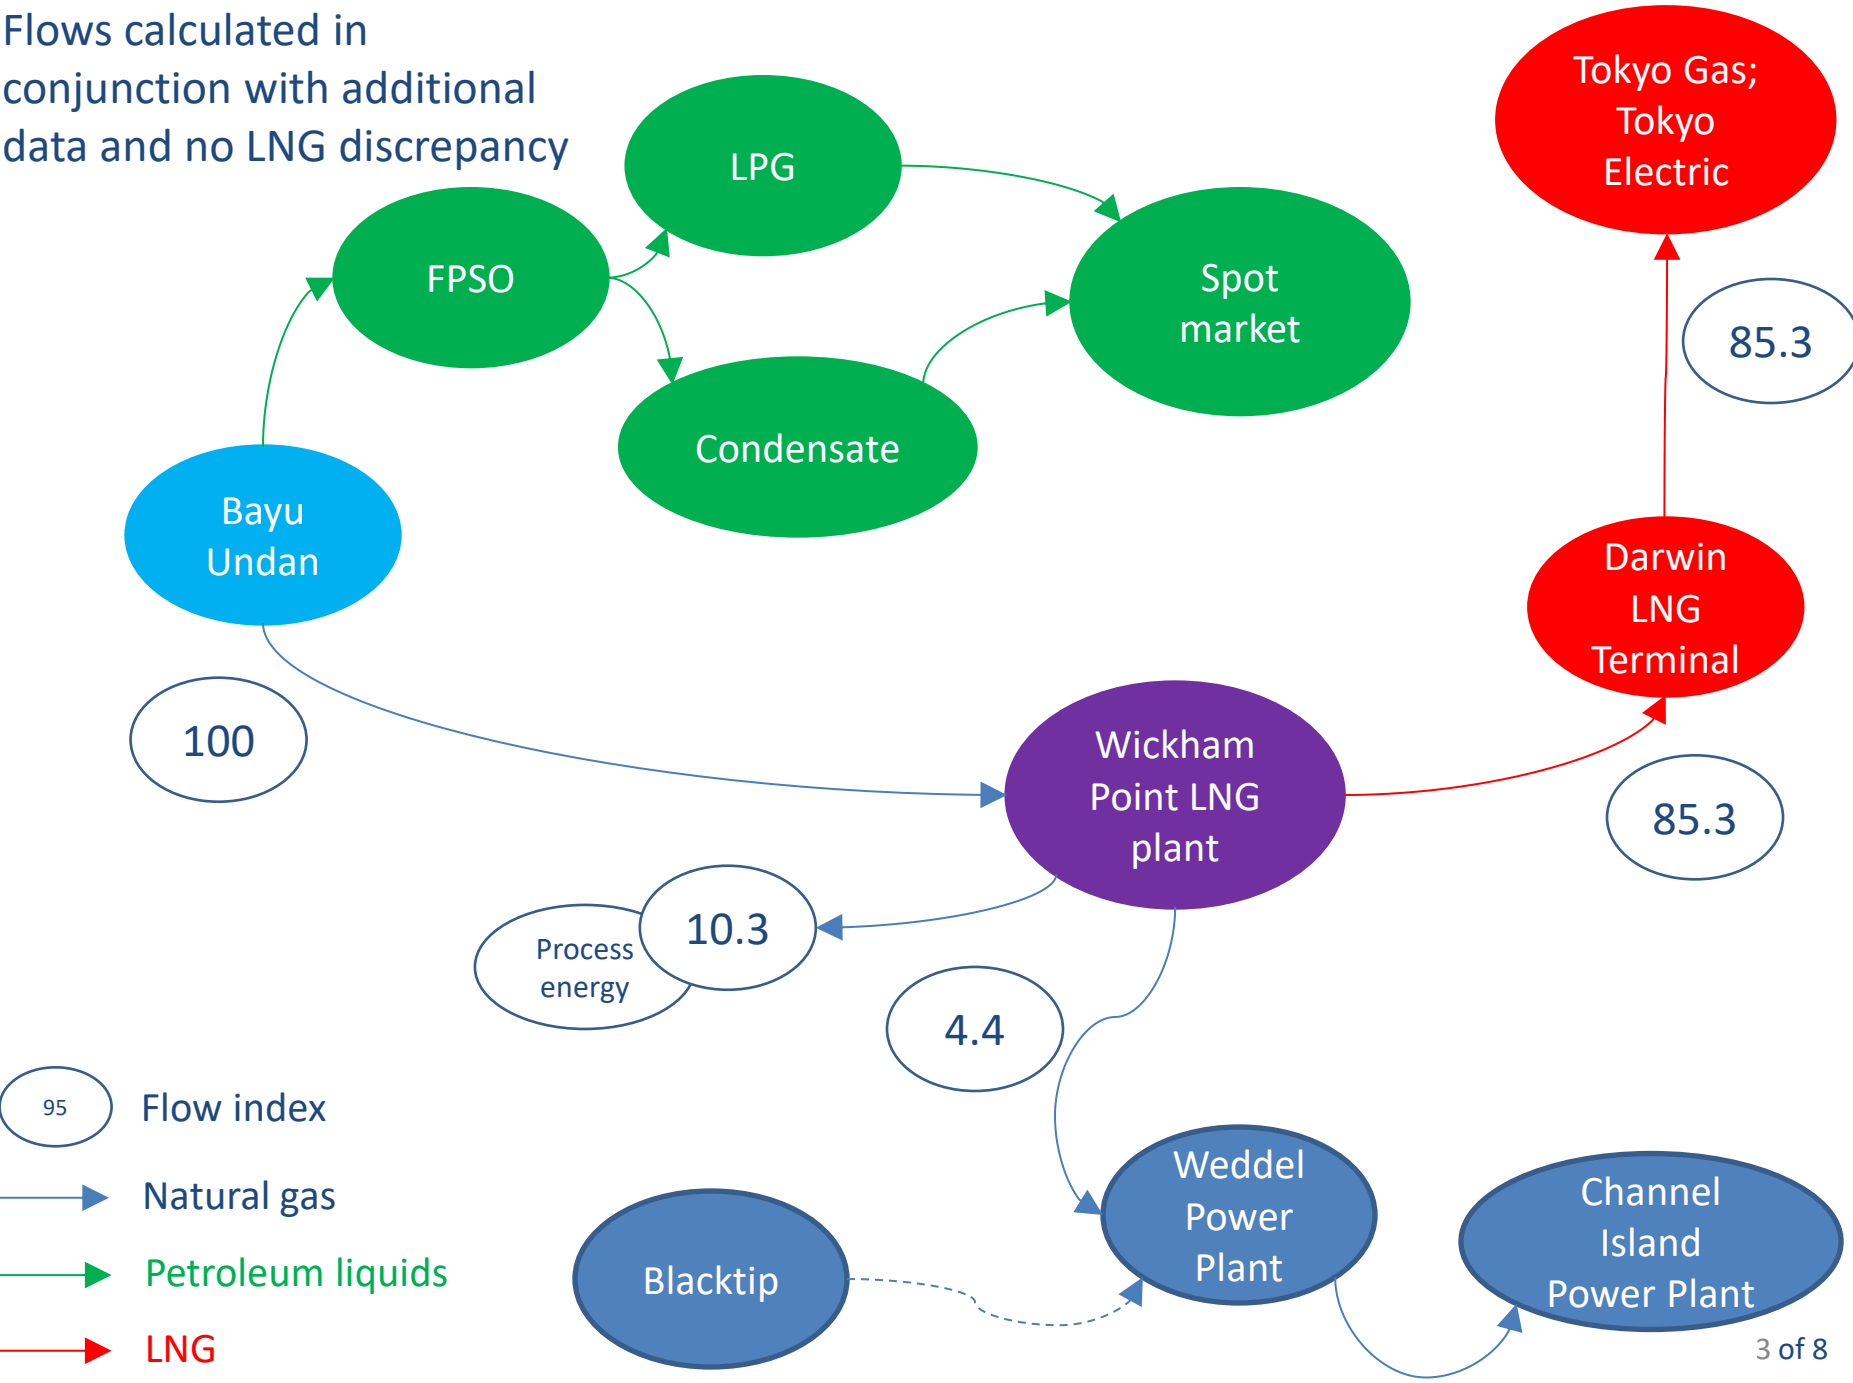 Flows calculated in
conjunction with additional
data and no LNG discrepancy
Tokyo Gas;
Tokyo
Electric
LPG
FPSO
Spot
market
85.3
Condensate
Bayu
Undan
Darwin
LNG
Terminal
100
Wickham
Point LNG
plant
85.3
10.3
Process
energy
4.4
95
Flow index
Natural gas
Petroleum liquids
LNG
Blacktip
Weddel
Power
Plant
Channel
Island
Power Plant
3 of 8